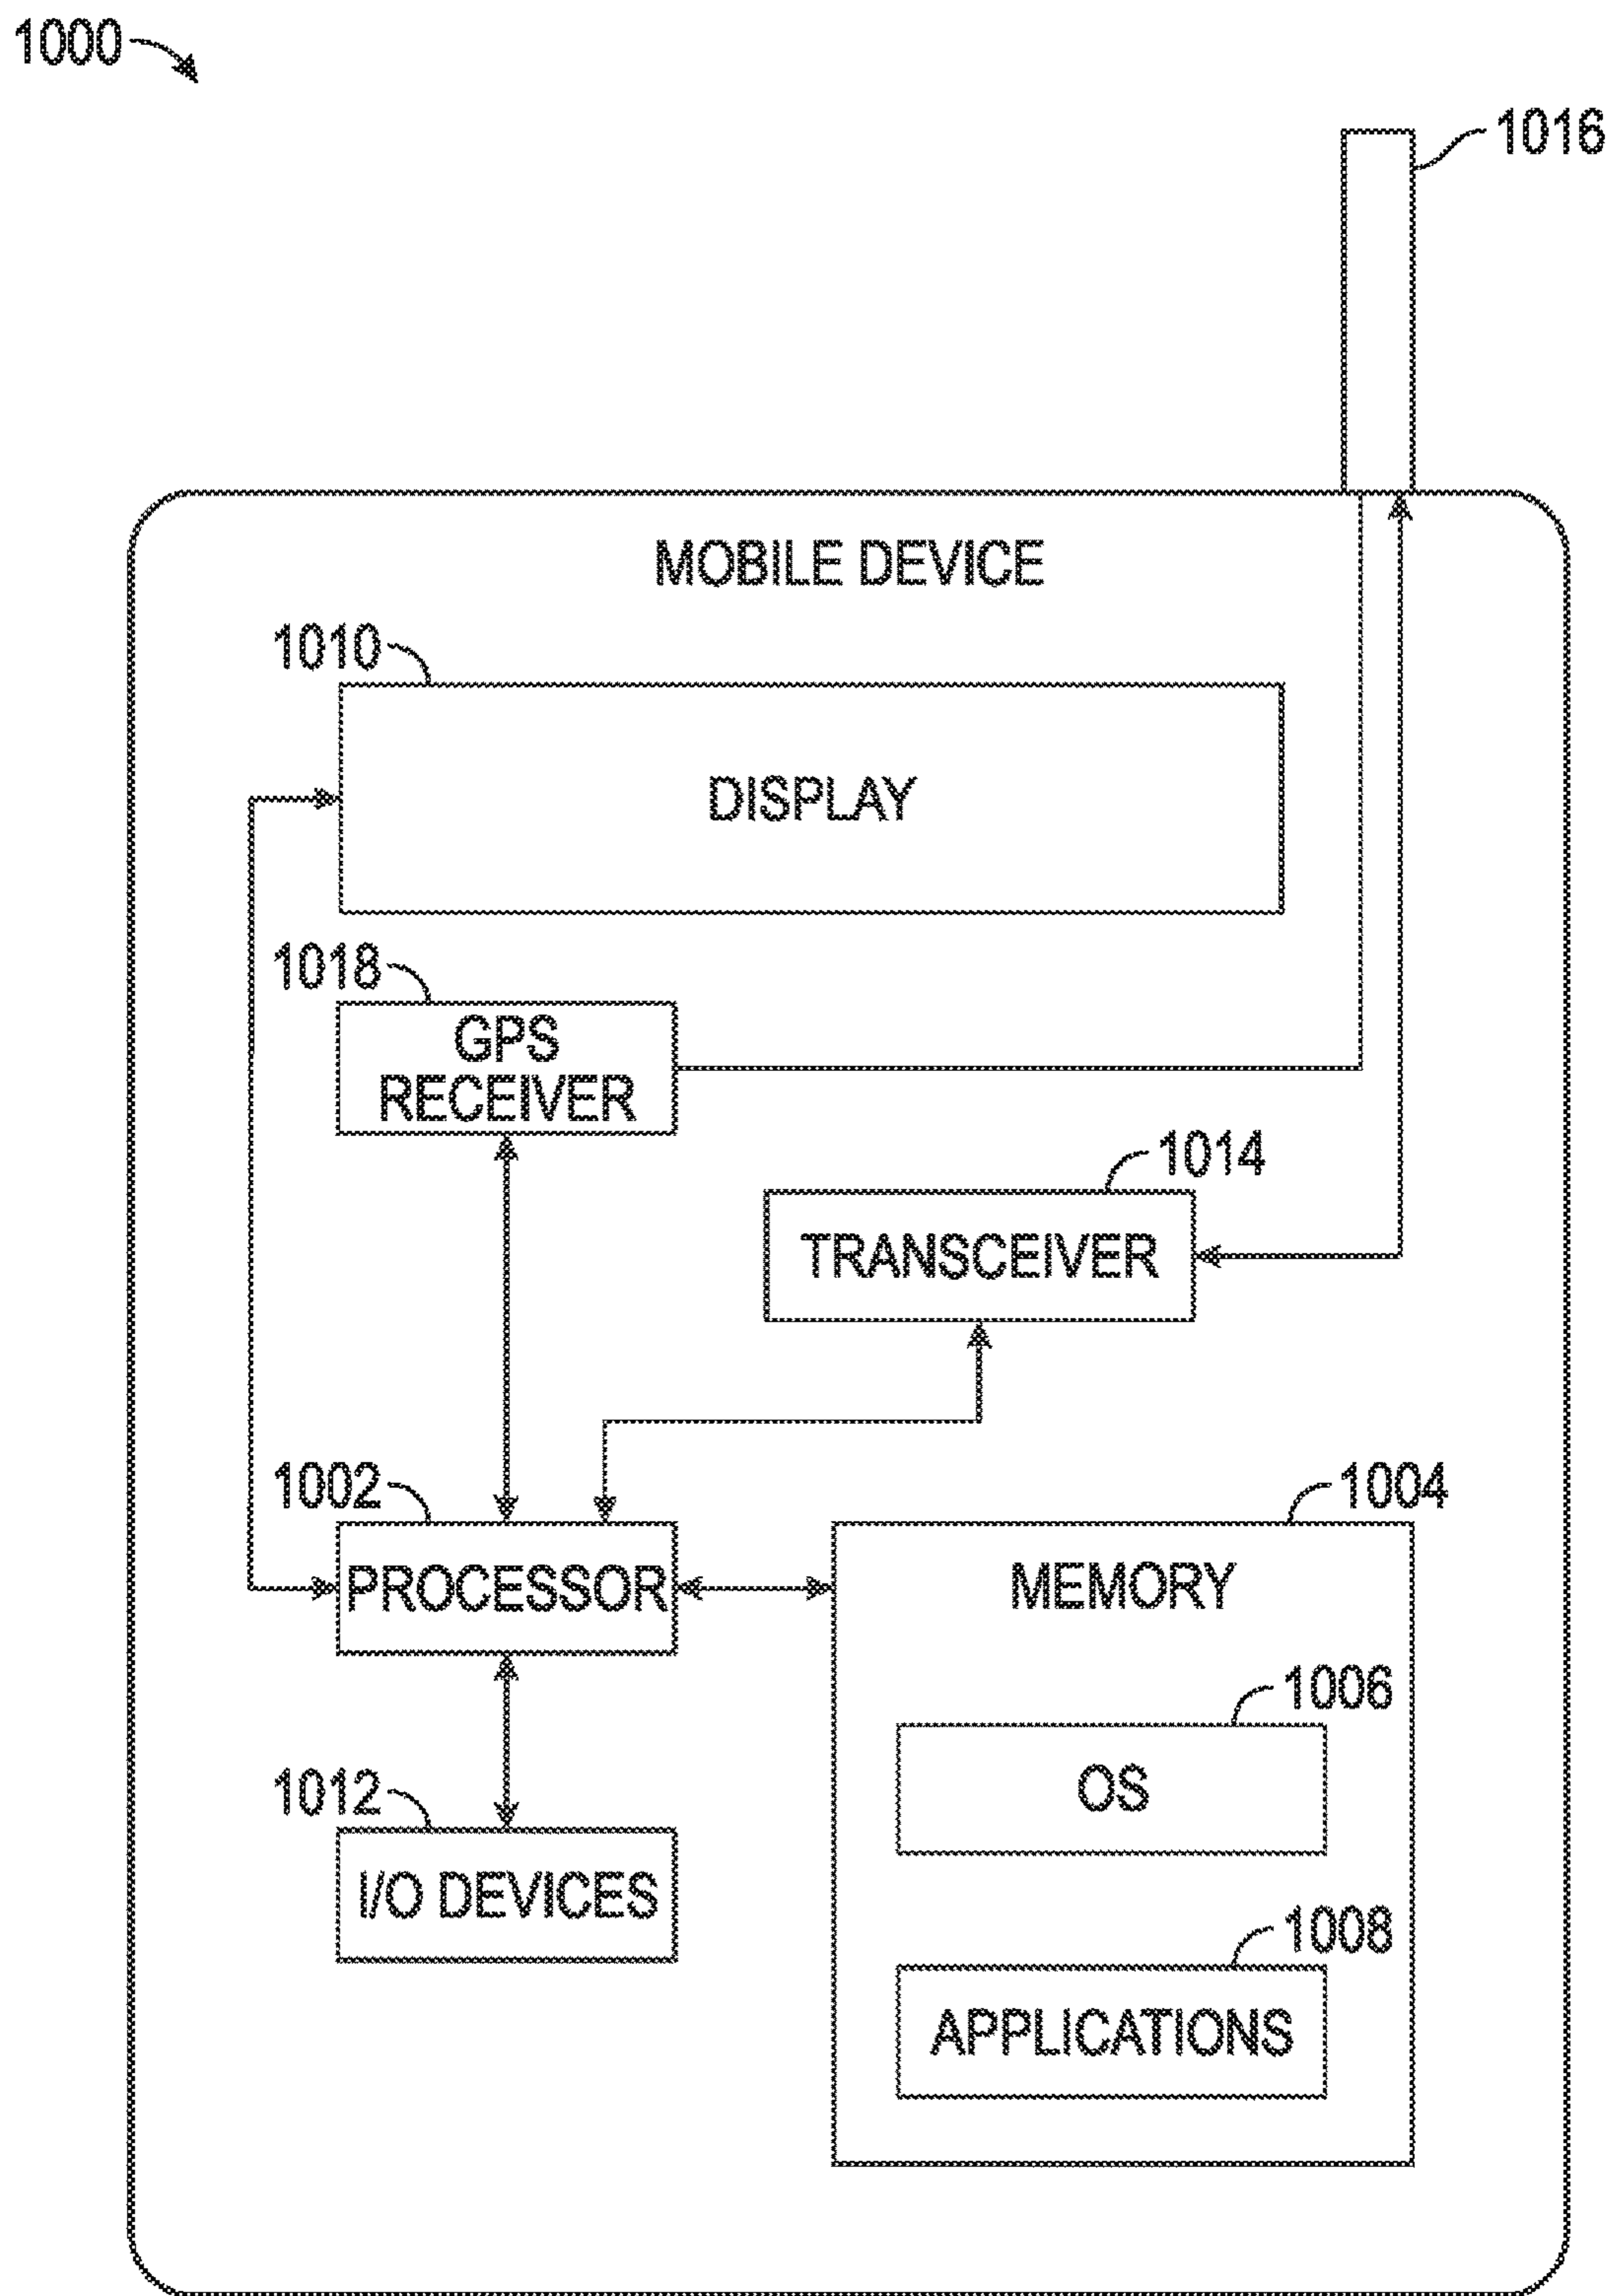 1000
1016
MOBILE DEVICE
1010
DISPLAY
1018
GPS
RECEIVER
1014
TRANSCEIVER
1002
PROCESSOR
1004
MEMORY
1006
OS
1012
I/O DEVICES
1008
APPLICATIONS